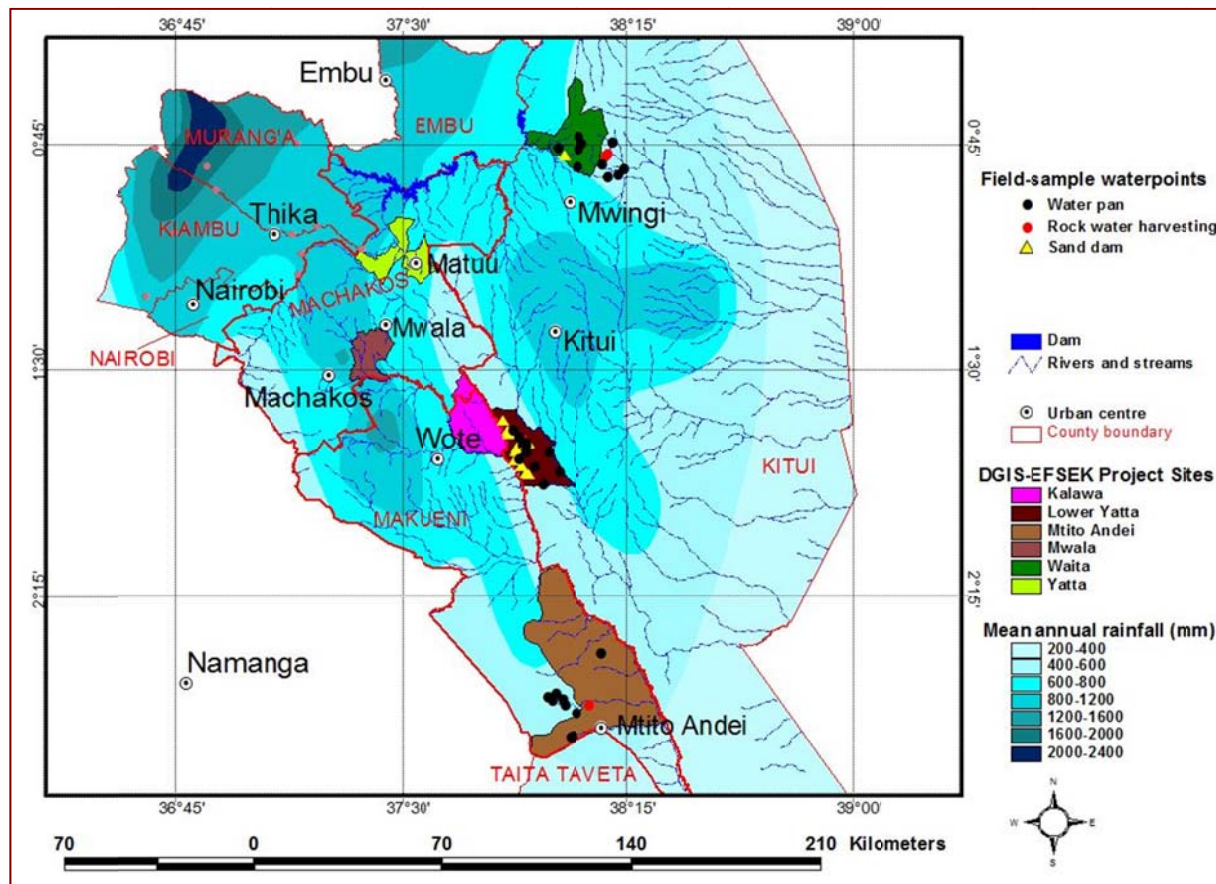 36°45' 37°30' 38°15' 39°00'
Embu
EMBU
MURANG'A
0°45' 0°45'
KIAMBU
Thika
Mwingi
Matuu
MACHAKOS
Nairobi
Mwala
Kitui
NAIROBI
1°30' 1°30'
Machakos
Wote
KITUI
MAKUENI
2°15' 2°15'
Namanga
Mtito Andei
TAITA TAVETA
36°45' 37°30' 38°15' 39°00'
70 0 70 140 210 Kilometers
Field-sample waterpoints
Water pan
Rock water harvesting
Sand dam
Dam
Rivers and streams
Urban centre
County boundary
DGIS-EFSEK Project Sites
Kalawa
Lower Yatta
Mtito Andei
Mwala
Waita
Yatta
Mean annual rainfall (mm)
200-400
400-600
600-800
800-1200
1200-1600
1600-2000
2000-2400
N
W E
S